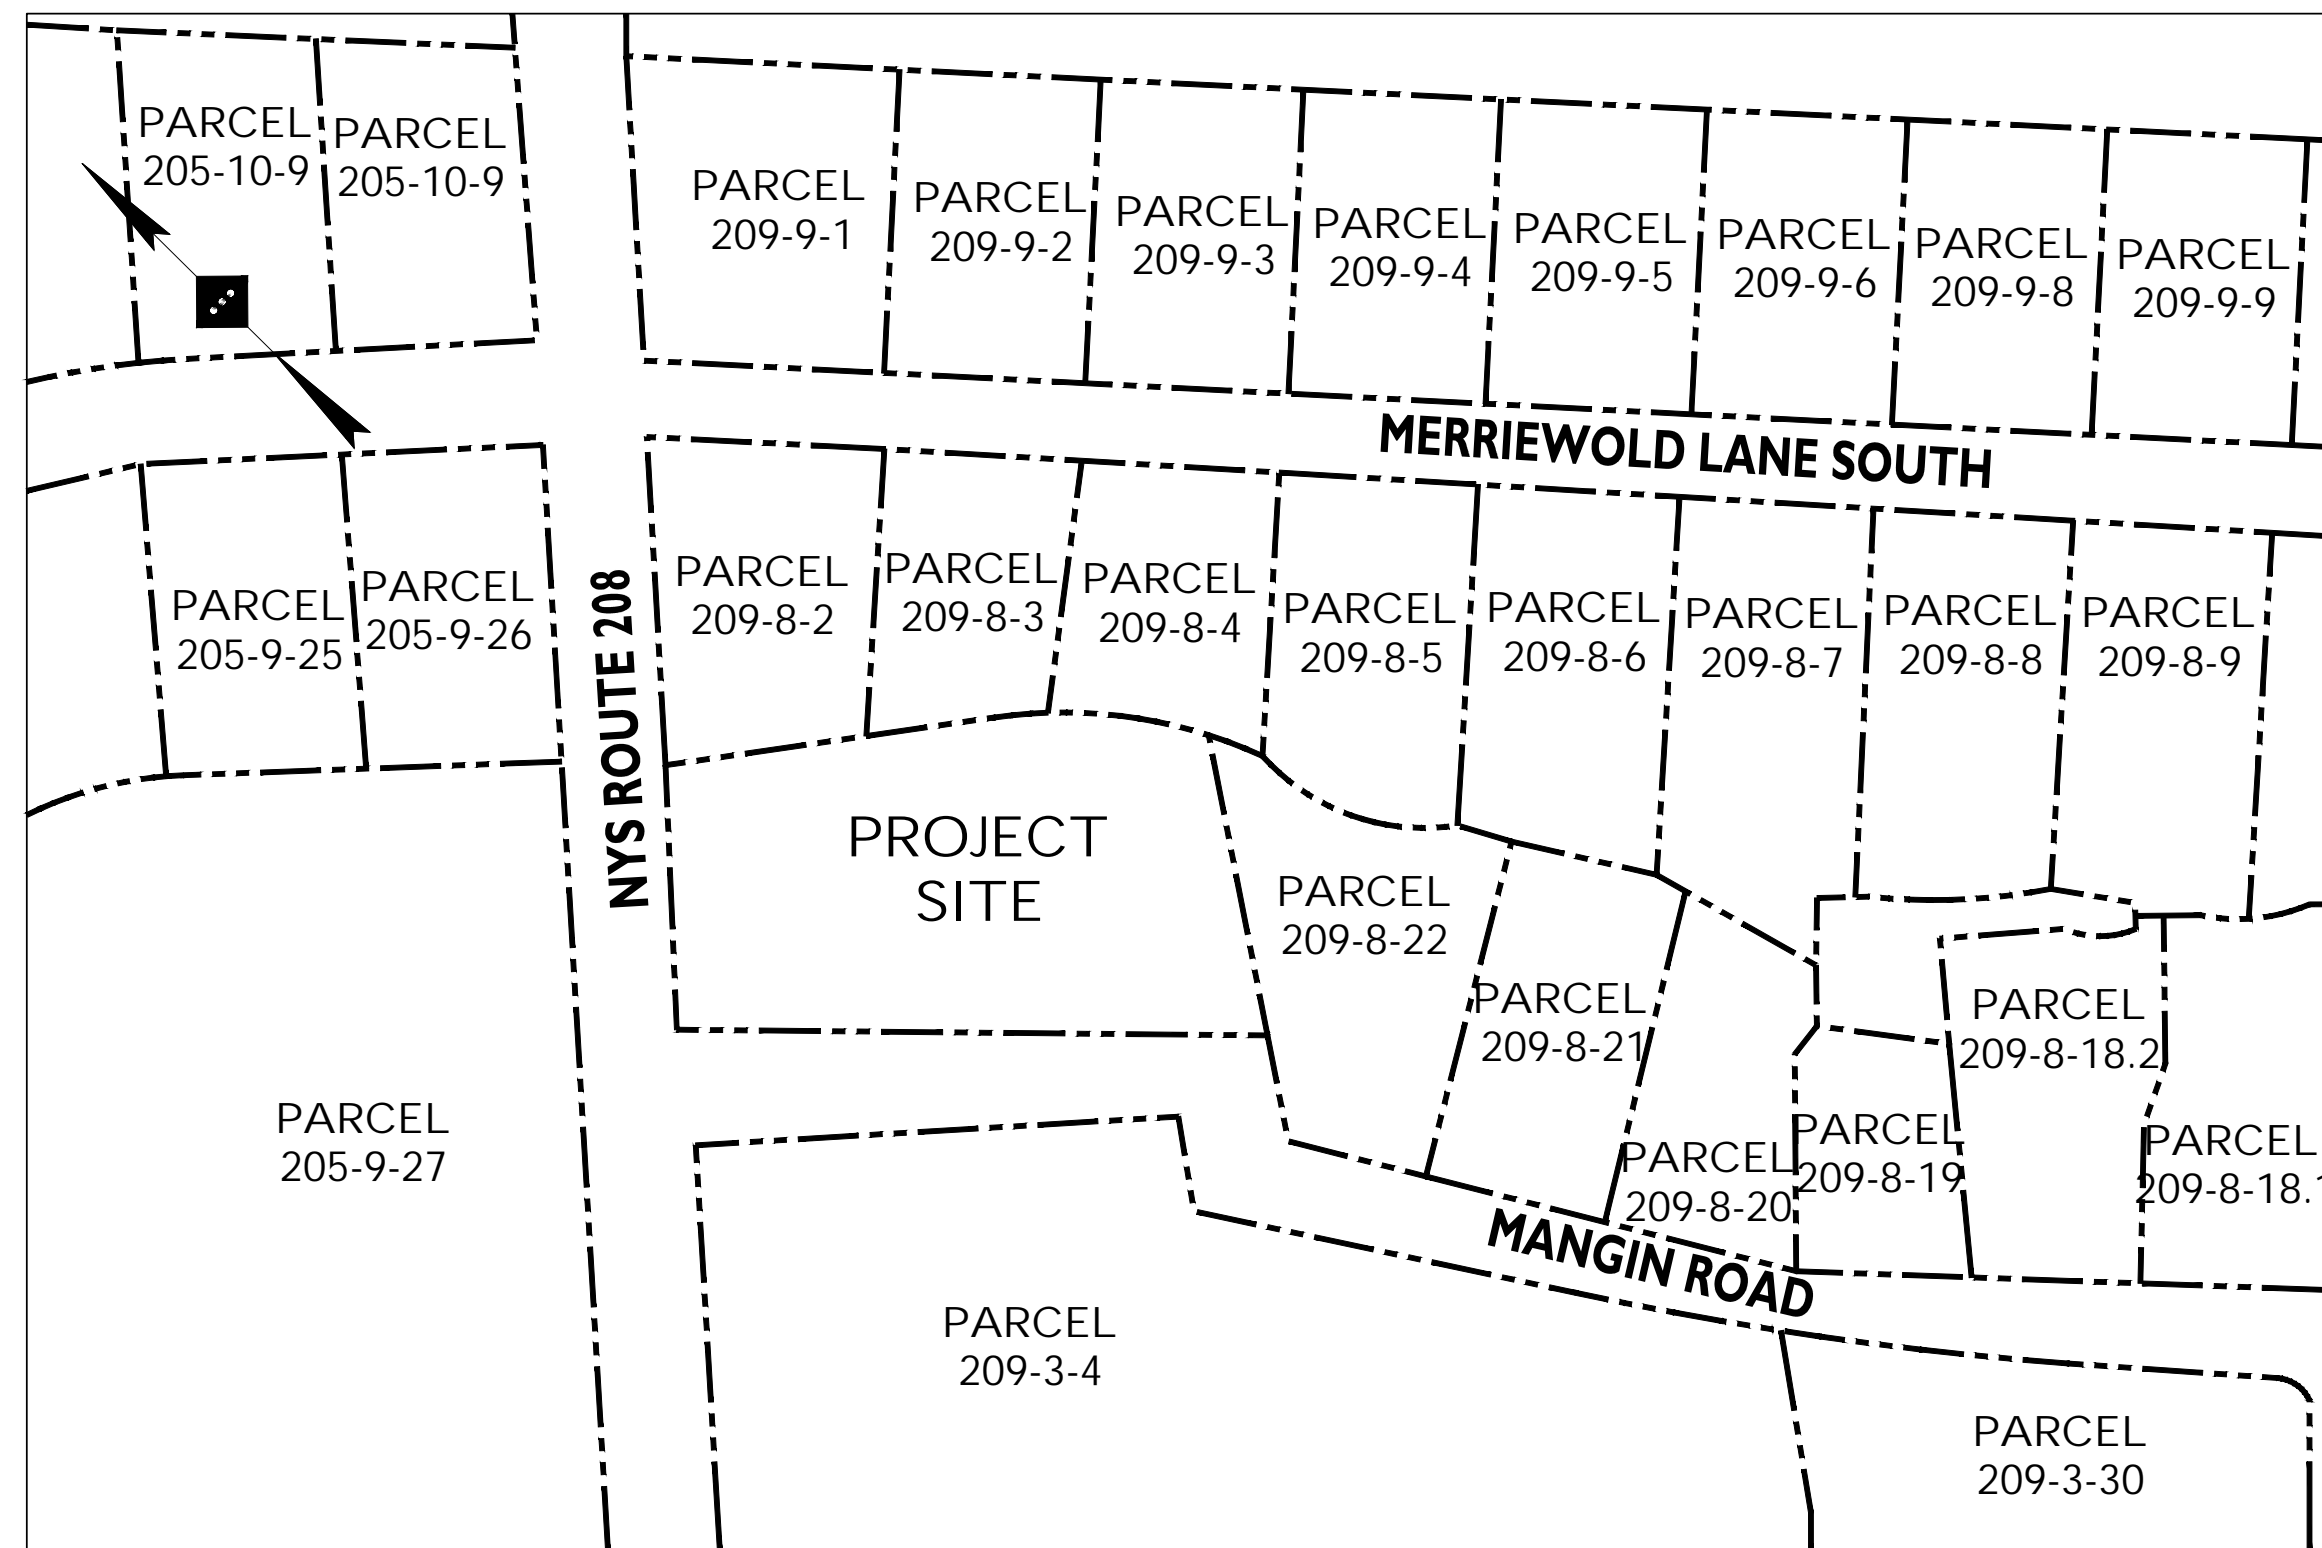 PARCEL
205-10-9
PARCEL
205-10-9
PARCEL
209-9-1
PARCEL
209-9-2
PARCEL
209-9-3
PARCEL
209-9-4
PARCEL
209-9-5
PARCEL
209-9-6
PARCEL
209-9-8
PARCEL
209-9-9
MERRIEWOLD LANE SOUTH
PARCEL
205-9-25
PARCEL
205-9-26
NYS ROUTE 208
PARCEL
209-8-2
PARCEL
209-8-3
PARCEL
209-8-4
PARCEL
209-8-5
PARCEL
209-8-6
PARCEL
209-8-7
PARCEL
209-8-8
PARCEL
209-8-9
PROJECT
SITE
PARCEL
209-8-22
PARCEL
209-8-21
PARCEL
209-8-20
PARCEL
209-8-19
PARCEL
209-8-18.2
PARCEL
209-8-18.1
MANGIN ROAD
PARCEL
205-9-27
PARCEL
209-3-4
PARCEL
209-3-30